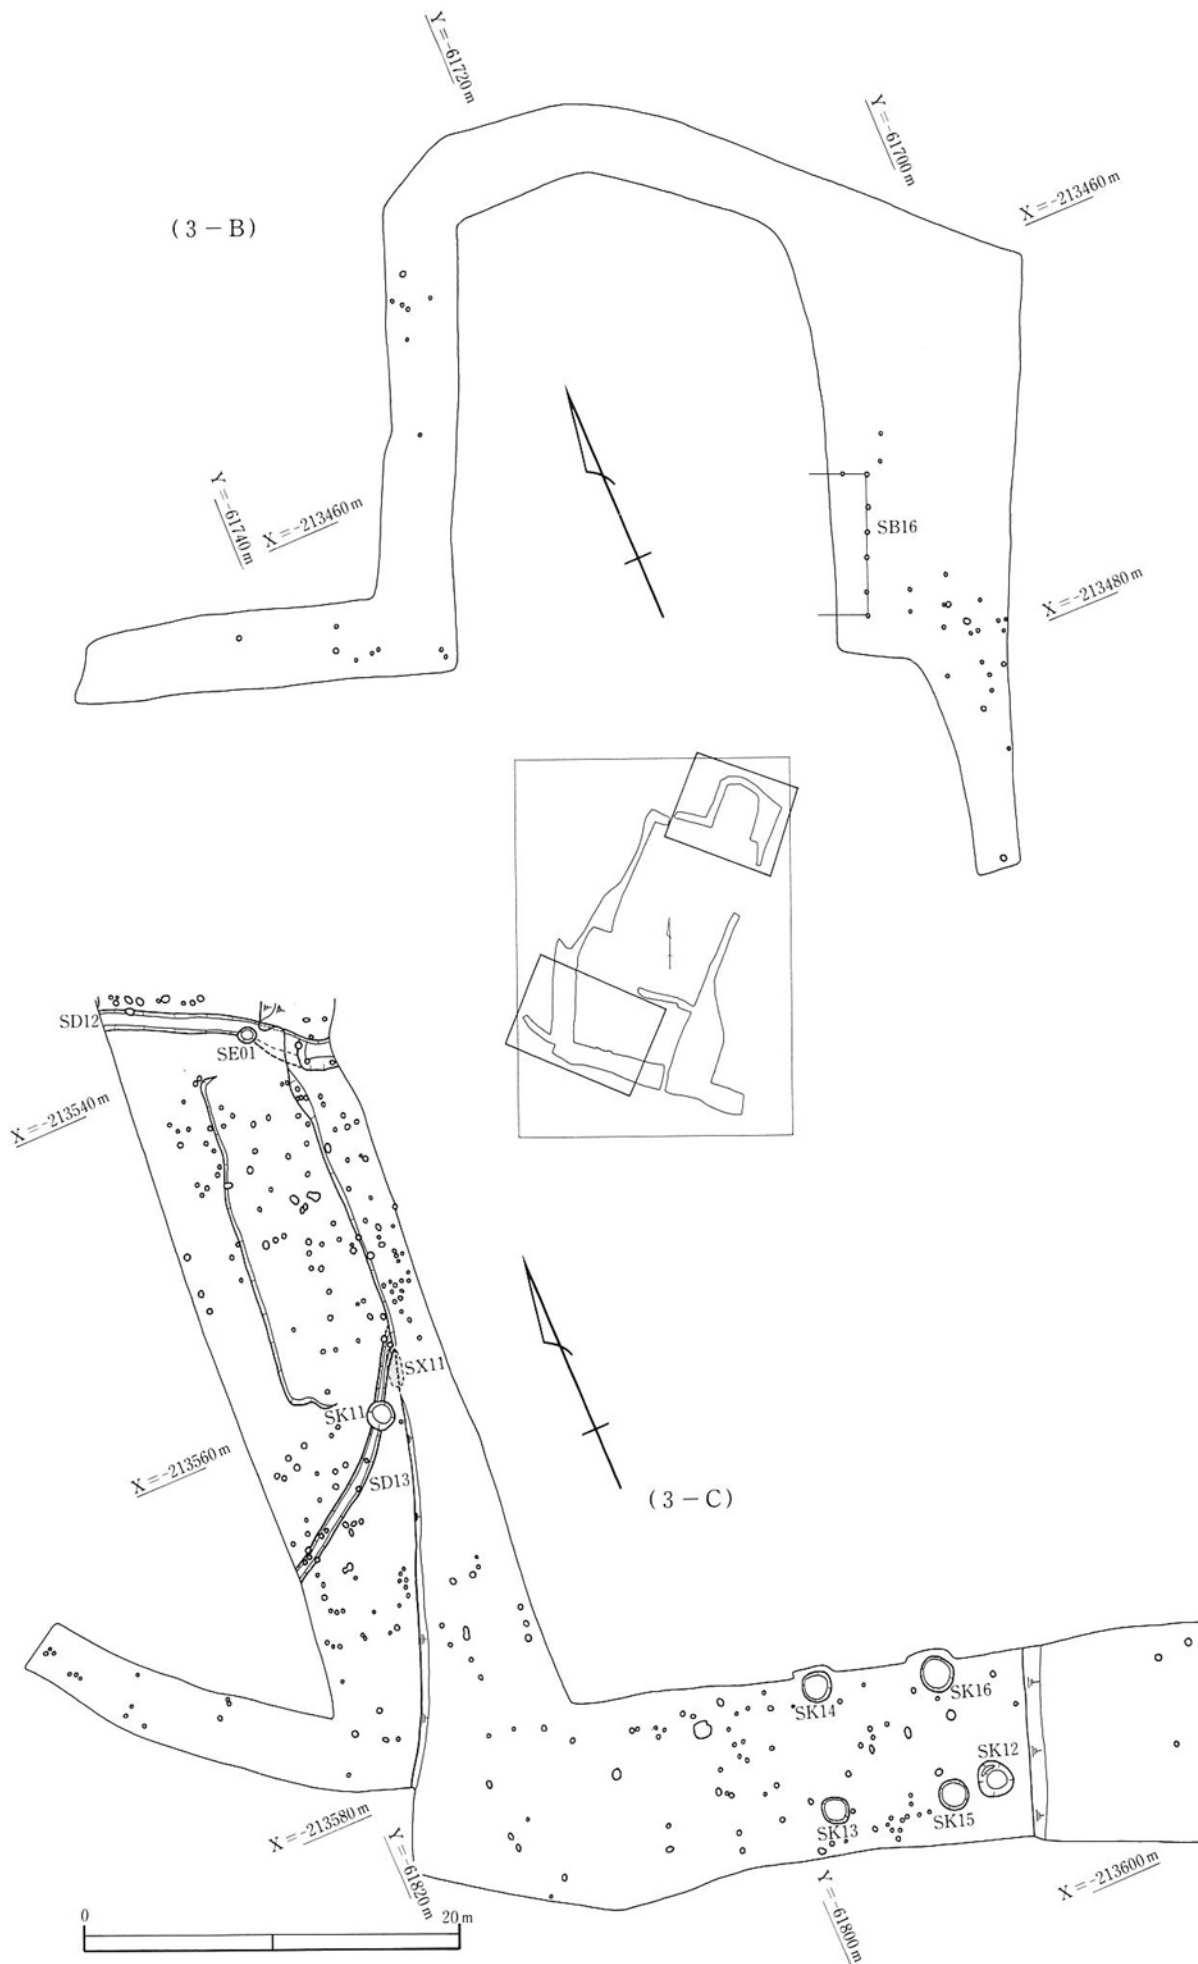 Y=-61720m
Y=-61700m
X=-213460m
(3-B)
Y=-61740m
X=-213460m
SB16
X=-213480m
SD12
SE01
X=-213540m
SX11
SK11
X=-213560m
SD13
(3-C)
SK14
SK16
SK12
SK13
SK15
X=-213580m
Y=-61820m
Y=-61800m
X=-213600m
0
20m